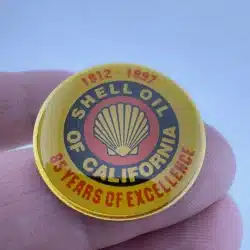 1912 - 1997
SHELL OIL
OF CALIFORNIA
85 YEARS OF EXCELLENCE